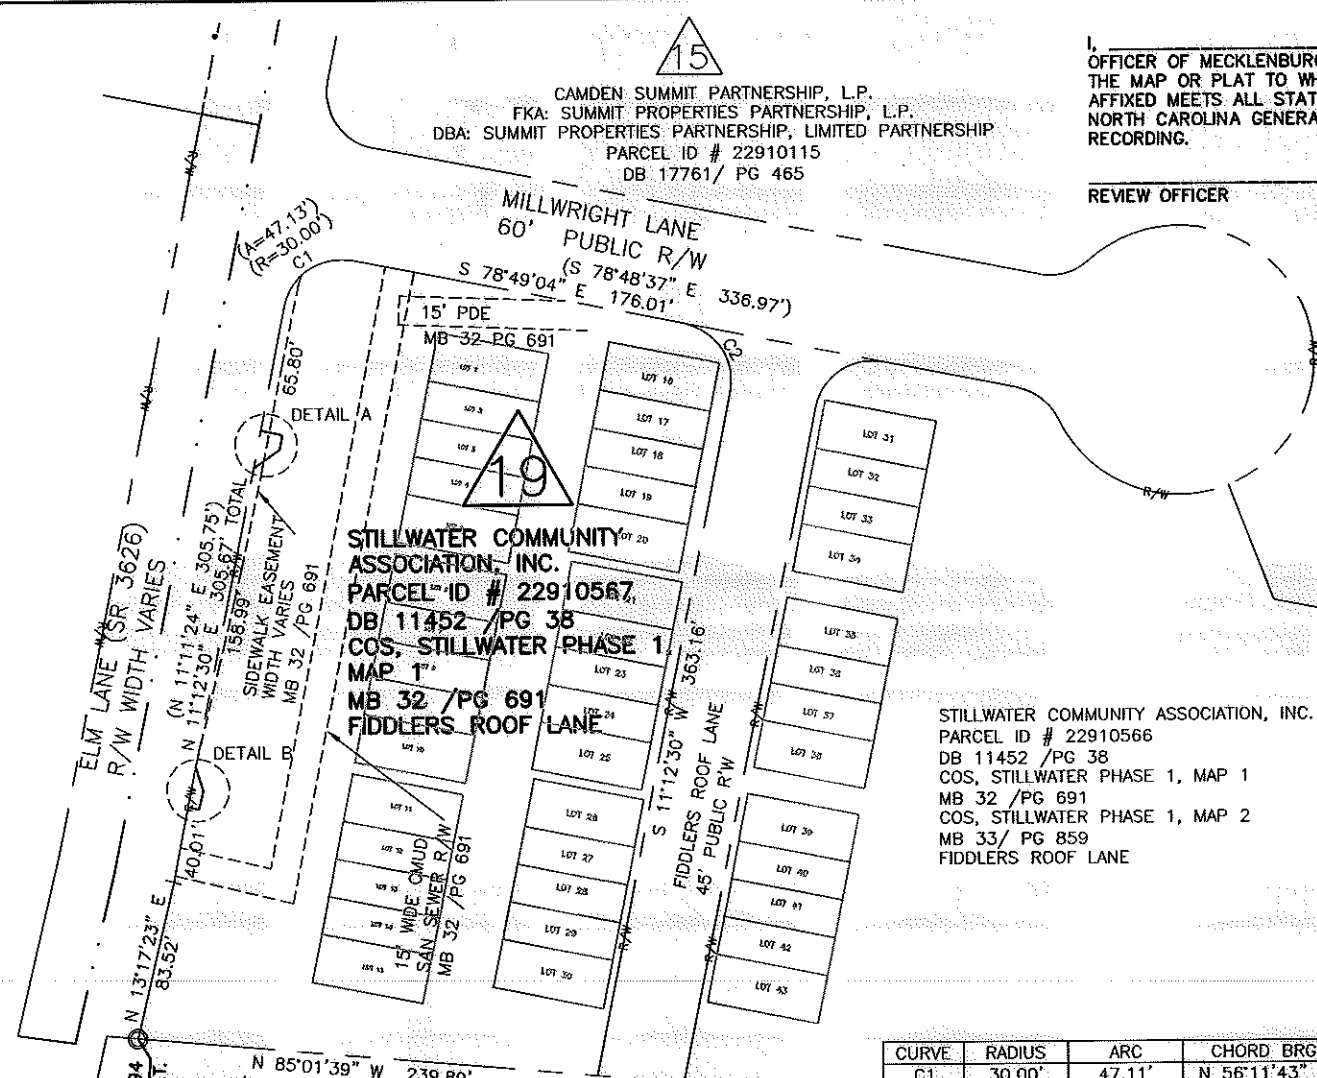 15
CAMDEN SUMMIT PARTNERSHIP, L.P.
FKA: SUMMIT PROPERTIES PARTNERSHIP, L.P.
DBA: SUMMIT PROPERTIES PARTNERSHIP, LIMITED PARTNERSHIP
PARCEL ID # 22910115
DB 17761/ PG 465
I,
OFFICER OF MECKLENBURG
THE MAP OR PLAT TO WH
AFFIXED MEETS ALL STAT
NORTH CAROLINA GENERA
RECORDING.
REVIEW OFFICER
MILLWRIGHT LANE
60' PUBLIC R/W
(S 78°48'37" E 336.97')
S 78°49'04" E 176.01'
(A=47.13')
(R=30.00')
C1
C2
15' PDE
MB 32 PG 691
65.80'
DETAIL A
19
STILLWATER COMMUNITY
ASSOCIATION, INC.
PARCEL ID # 22910567
DB 11452 /PG 38
COS, STILLWATER PHASE 1
MAP 1
MB 32 /PG 691
FIDDLERS ROOF LANE
ELM LANE (SR 3626)
R/W WIDTH VARIES
(N 11°11'24" E 305.75')
N 11°12'30" E 305.67' TOTAL
158.99'
R/W
SIDEWALK EASEMENT
WIDTH VARIES
MB 32 /PG 691
DETAIL B
R/W
40.01'
N 13°17'23" E
83.52'
15' WIDE CMUD
SAN SEWER R/W
MB 32 /PG 691
LOT 11
LOT 17
LOT 18
LOT 19
LOT 20
LOT 23
LOT 24
LOT 25
LOT 27
LOT 29
LOT 30
S 11°12'30" W 363.16'
R/W
FIDDLERS ROOF LANE
45' PUBLIC R'W
R/W
R/W
R/W
LOT 31
LOT 32
LOT 33
LOT 34
LOT 37
LOT 39
LOT 40
LOT 41
LOT 42
LOT 43
R/W
R/W
STILLWATER COMMUNITY ASSOCIATION, INC.
PARCEL ID # 22910566
DB 11452 /PG 38
COS, STILLWATER PHASE 1, MAP 1
MB 32 /PG 691
COS, STILLWATER PHASE 1, MAP 2
MB 33/ PG 859
FIDDLERS ROOF LANE
N 85°01'39" W 239.80'
94
T.
CURVE RADIUS ARC CHORD BRG
C1 30.00' 47.11' N 56°11'43"